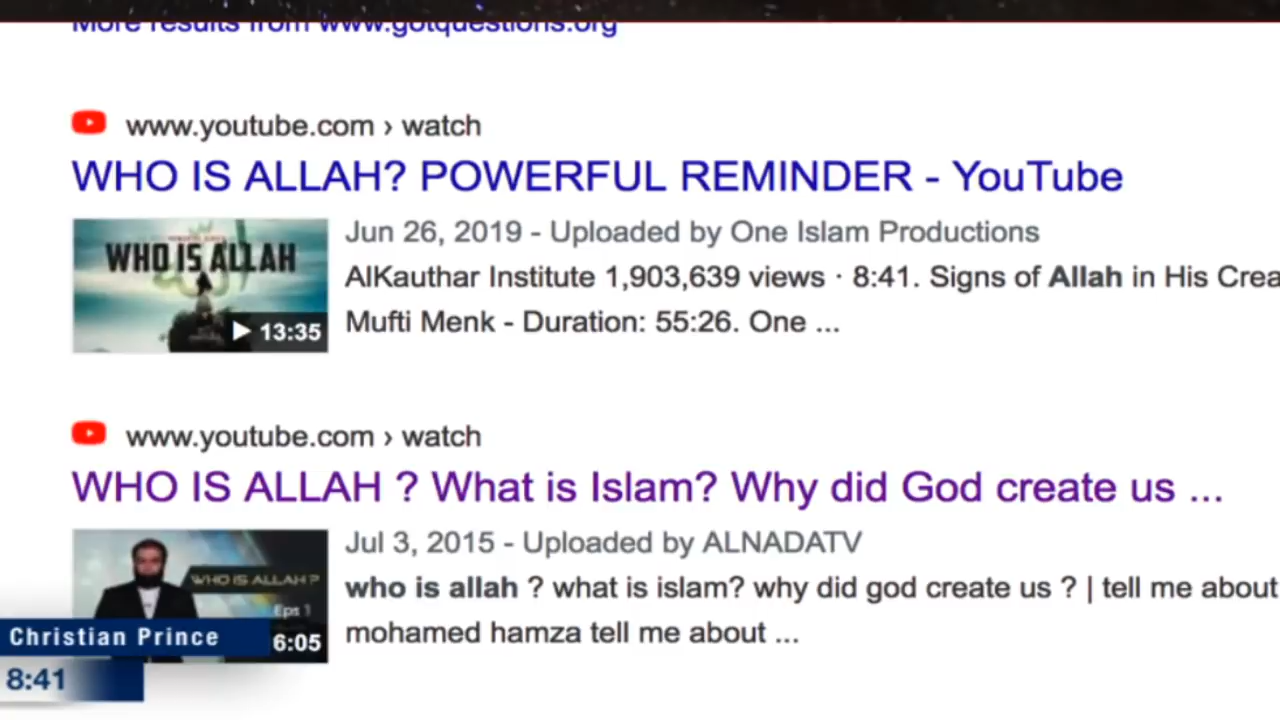 More results from www.gotquestions.org
www.youtube.com › watch
WHO IS ALLAH? POWERFUL REMINDER - YouTube
WHO IS ALLAH
13:35
Jun 26, 2019 - Uploaded by One Islam Productions
AlKauthar Institute 1,903,639 views · 8:41. Signs of Allah in His Crea
Mufti Menk - Duration: 55:26. One ...
www.youtube.com › watch
WHO IS ALLAH ? What is Islam? Why did God create us ...
WHO IS ALLAH ?
Eps 1
6:05
Jul 3, 2015 - Uploaded by ALNADATV
who is allah ? what is islam? why did god create us ? | tell me about
mohamed hamza tell me about ...
Christian Prince
8:41